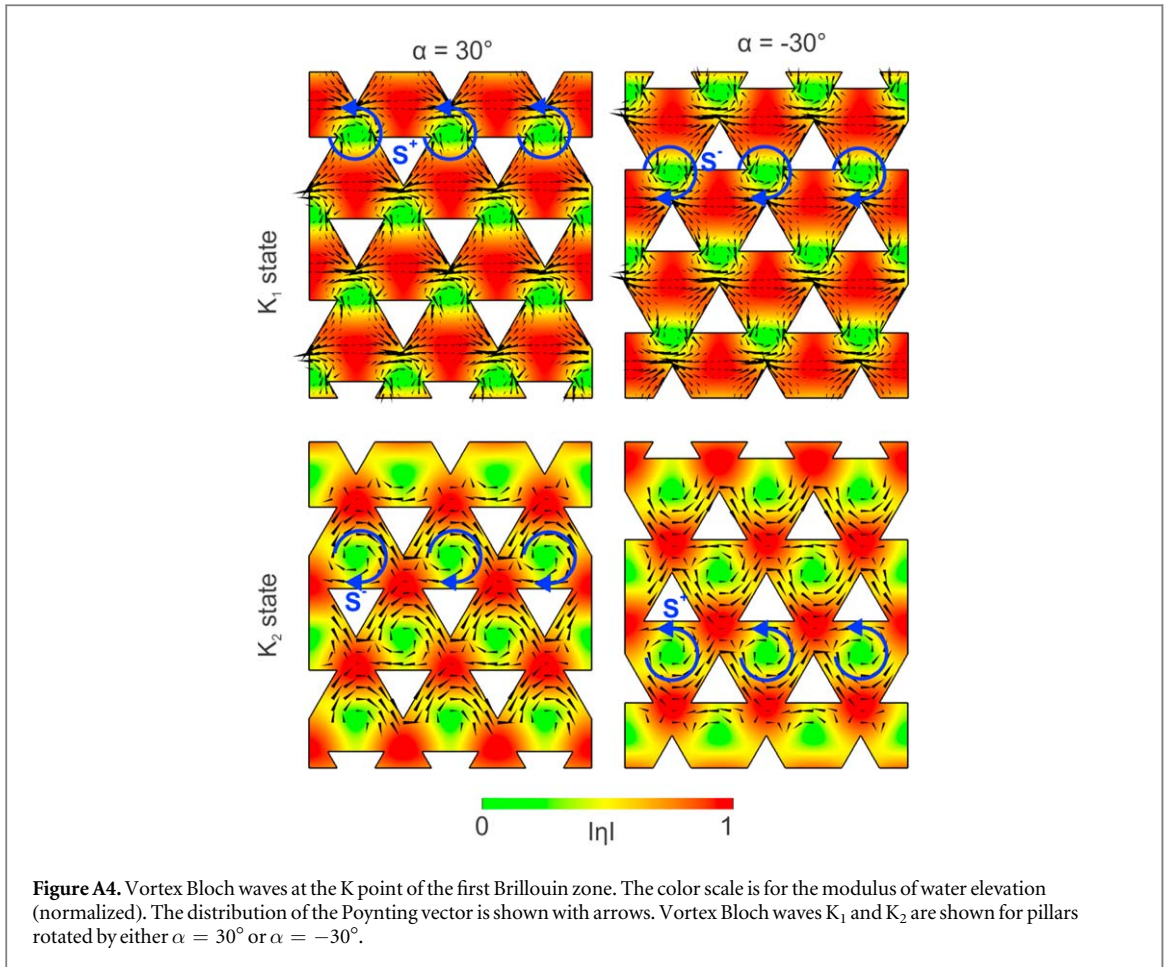 α = 30°
α = -30°
K₁ state
S⁺
S⁻
K₂ state
S⁻
S⁺
0
|η|
1
Figure A4. Vortex Bloch waves at the K point of the first Brillouin zone. The color scale is for the modulus of water elevation
(normalized). The distribution of the Poynting vector is shown with arrows. Vortex Bloch waves K₁ and K₂ are shown for pillars
rotated by either α = 30° or α = −30°.